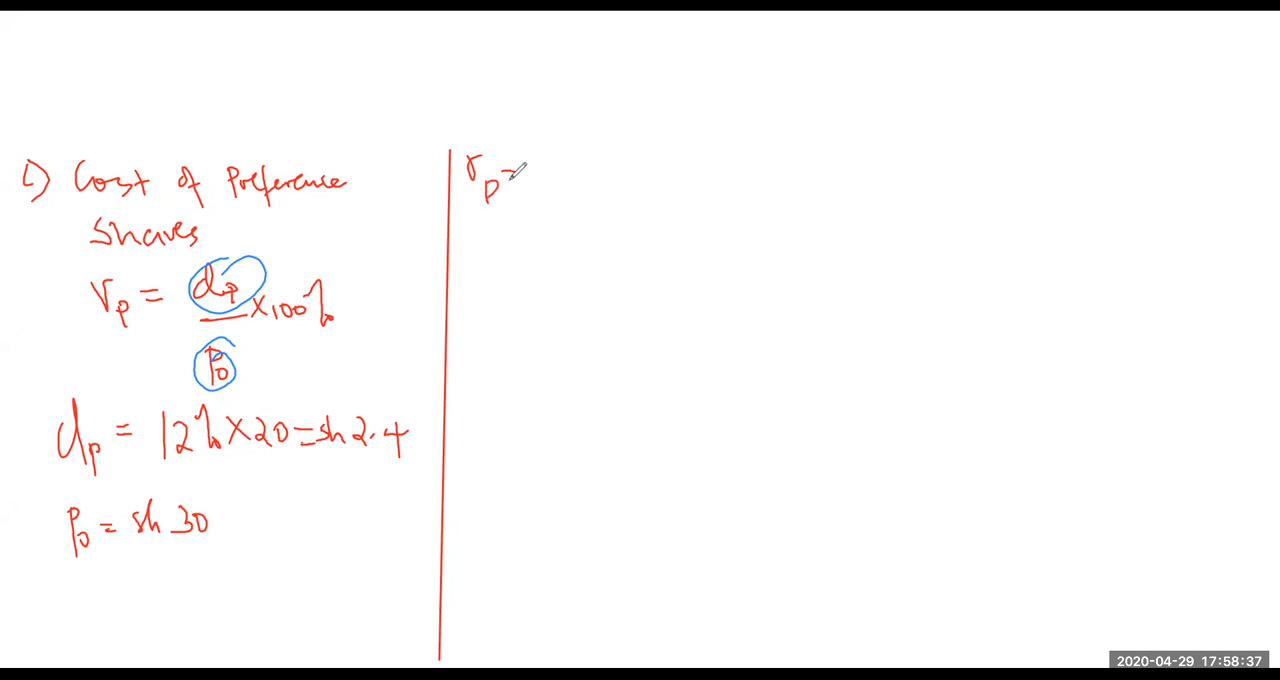 c) Cost of Preference
Shares
rp = dp/P0 x 100%
dp = 12% x 20 = sh 2.4
P0 = sh 30
rp =
2020-04-29 17:58:37